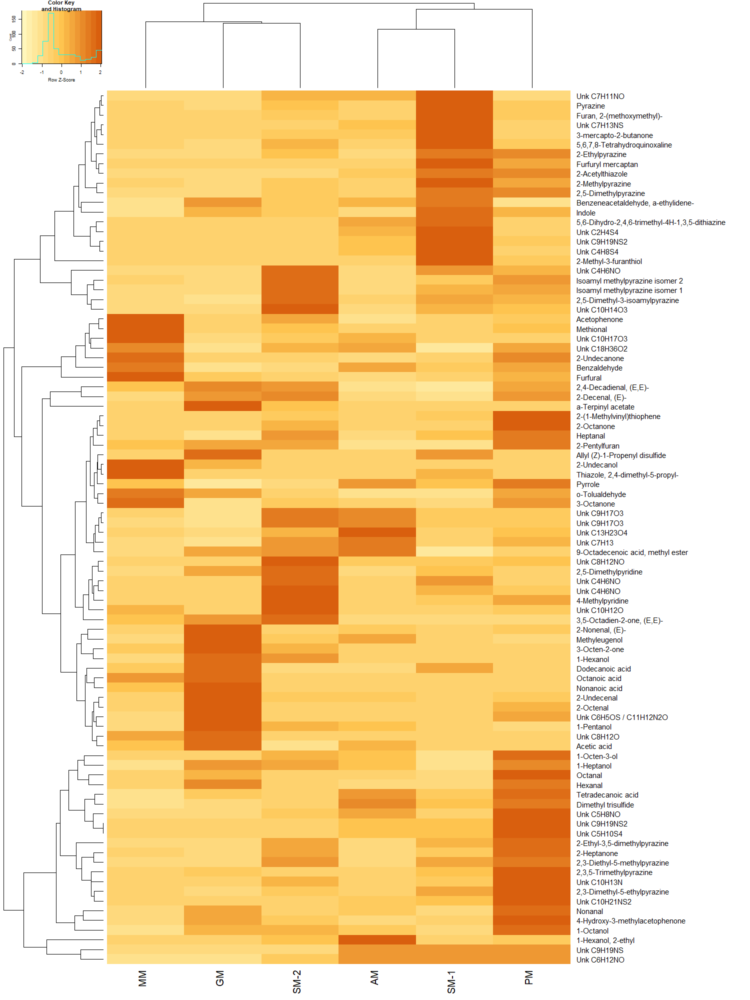 Color Key
and Histogram
Count
0
50
100
150
-2
-1
0
1
2
Row Z-Score
Unk C7H11NO
Pyrazine
Furan, 2-(methoxymethyl)-
Unk C7H13NS
3-mercapto-2-butanone
5,6,7,8-Tetrahydroquinoxaline
2-Ethylpyrazine
Furfuryl mercaptan
2-Acetylthiazole
2-Methylpyrazine
2,5-Dimethylpyrazine
Benzeneacetaldehyde, a-ethylidene-
Indole
5,6-Dihydro-2,4,6-trimethyl-4H-1,3,5-dithiazine
Unk C2H4S4
Unk C9H19NS2
Unk C4H8S4
2-Methyl-3-furanthiol
Unk C4H6NO
Isoamyl methylpyrazine isomer 2
Isoamyl methylpyrazine isomer 1
2,5-Dimethyl-3-isoamylpyrazine
Unk C10H14O3
Acetophenone
Methional
Unk C10H17O3
Unk C18H36O2
2-Undecanone
Benzaldehyde
Furfural
2,4-Decadienal, (E,E)-
2-Decenal, (E)-
a-Terpinyl acetate
2-(1-Methylvinyl)thiophene
2-Octanone
Heptanal
2-Pentylfuran
Allyl (Z)-1-Propenyl disulfide
2-Undecanol
Thiazole, 2,4-dimethyl-5-propyl-
Pyrrole
o-Tolualdehyde
3-Octanone
Unk C9H17O3
Unk C9H17O3
Unk C13H23O4
Unk C7H13
9-Octadecenoic acid, methyl ester
Unk C8H12NO
2,5-Dimethylpyridine
Unk C4H6NO
Unk C4H6NO
4-Methylpyridine
Unk C10H12O
3,5-Octadien-2-one, (E,E)-
2-Nonenal, (E)-
Methyleugenol
3-Octen-2-one
1-Hexanol
Dodecanoic acid
Octanoic acid
Nonanoic acid
2-Undecenal
2-Octenal
Unk C6H5OS / C11H12N2O
1-Pentanol
Unk C8H12O
Acetic acid
1-Octen-3-ol
1-Heptanol
Octanal
Hexanal
Tetradecanoic acid
Dimethyl trisulfide
Unk C5H8NO
Unk C9H19NS2
Unk C5H10S4
2-Ethyl-3,5-dimethylpyrazine
2-Heptanone
2,3-Diethyl-5-methylpyrazine
2,3,5-Trimethylpyrazine
Unk C10H13N
2,3-Dimethyl-5-ethylpyrazine
Unk C10H21NS2
Nonanal
4-Hydroxy-3-methylacetophenone
1-Octanol
1-Hexanol, 2-ethyl
Unk C9H19NS
Unk C6H12NO
MM
GM
SM-2
AM
SM-1
PM